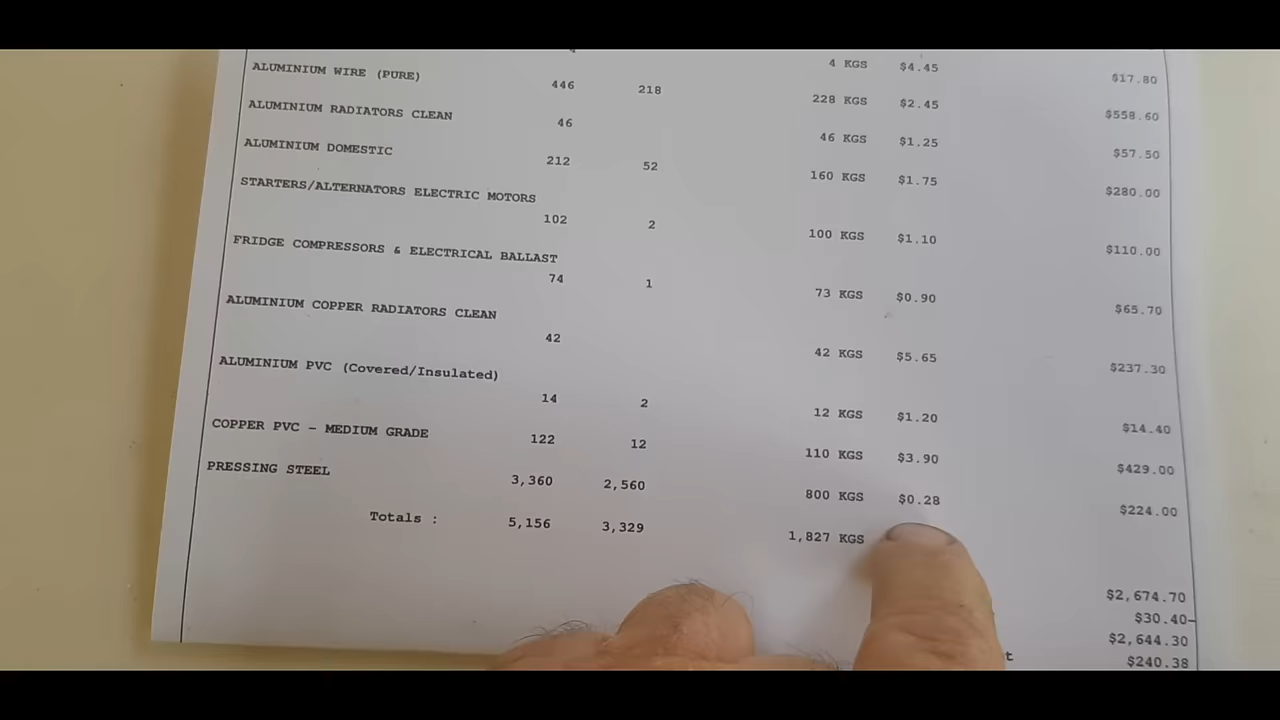 4 KGS $4.45 $17.80
ALUMINIUM WIRE (PURE)
446 218 228 KGS $2.45 $558.60
ALUMINIUM RADIATORS CLEAN
46 46 KGS $1.25 $57.50
ALUMINIUM DOMESTIC
212 52 160 KGS $1.75 $280.00
STARTERS/ALTERNATORS ELECTRIC MOTORS
102 2 100 KGS $1.10 $110.00
FRIDGE COMPRESSORS & ELECTRICAL BALLAST
74 1 73 KGS $0.90 $65.70
ALUMINIUM COPPER RADIATORS CLEAN
42 42 KGS $5.65 $237.30
ALUMINIUM PVC (Covered/Insulated)
14 2 12 KGS $1.20 $14.40
COPPER PVC - MEDIUM GRADE 122 12 110 KGS $3.90 $429.00
PRESSING STEEL 3,360 2,560 800 KGS $0.28 $224.00
Totals : 5,156 3,329 1,827 KGS
$2,674.70
$30.40-
$2,644.30
$240.38